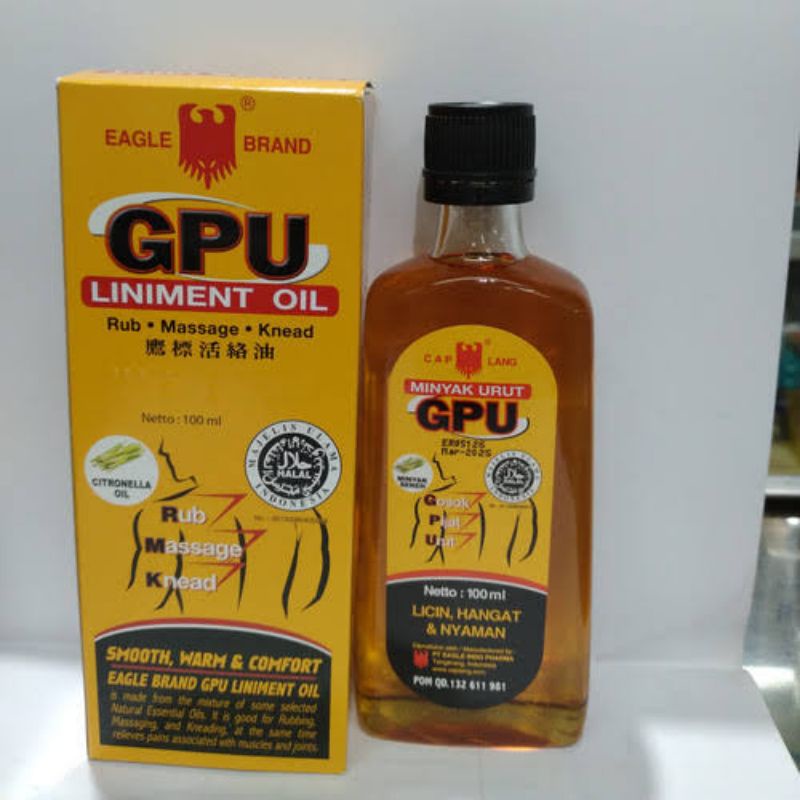 EAGLE BRAND
®
GPU
LINIMENT OIL
Rub • Massage • Knead
鷹標活絡油
Netto : 100 ml
CITRONELLA
OIL
MAJELIS ULAMA
حلال
HALAL
INDONESIA
Rub
Massage
Knead
SMOOTH, WARM & COMFORT
EAGLE BRAND GPU LINIMENT OIL
is made from the mixture of some selected
Natural Essential Oils. It is good for Rubbing,
Massaging, and Kneading, at the same time
relieves pains associated with muscles and joints.
CAP LANG
MINYAK URUT
GPU
Mar-2025
MINYAK
SEREH
Gosok
Pijat
Urut
Netto : 100 ml
LICIN, HANGAT
& NYAMAN
PT EAGLE INDO PHARMA
Tangerang, Indonesia
POM QD.132 611 981